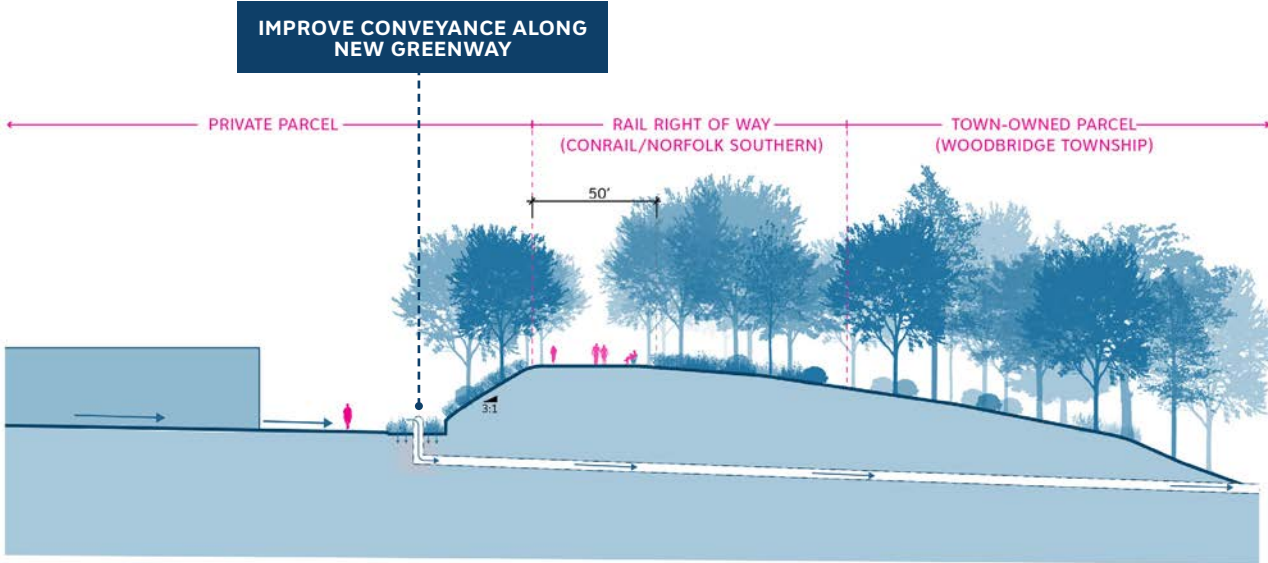 IMPROVE CONVEYANCE ALONG
NEW GREENWAY
PRIVATE PARCEL
RAIL RIGHT OF WAY
(CONRAIL/NORFOLK SOUTHERN)
TOWN-OWNED PARCEL
(WOODBRIDGE TOWNSHIP)
50'
3:1